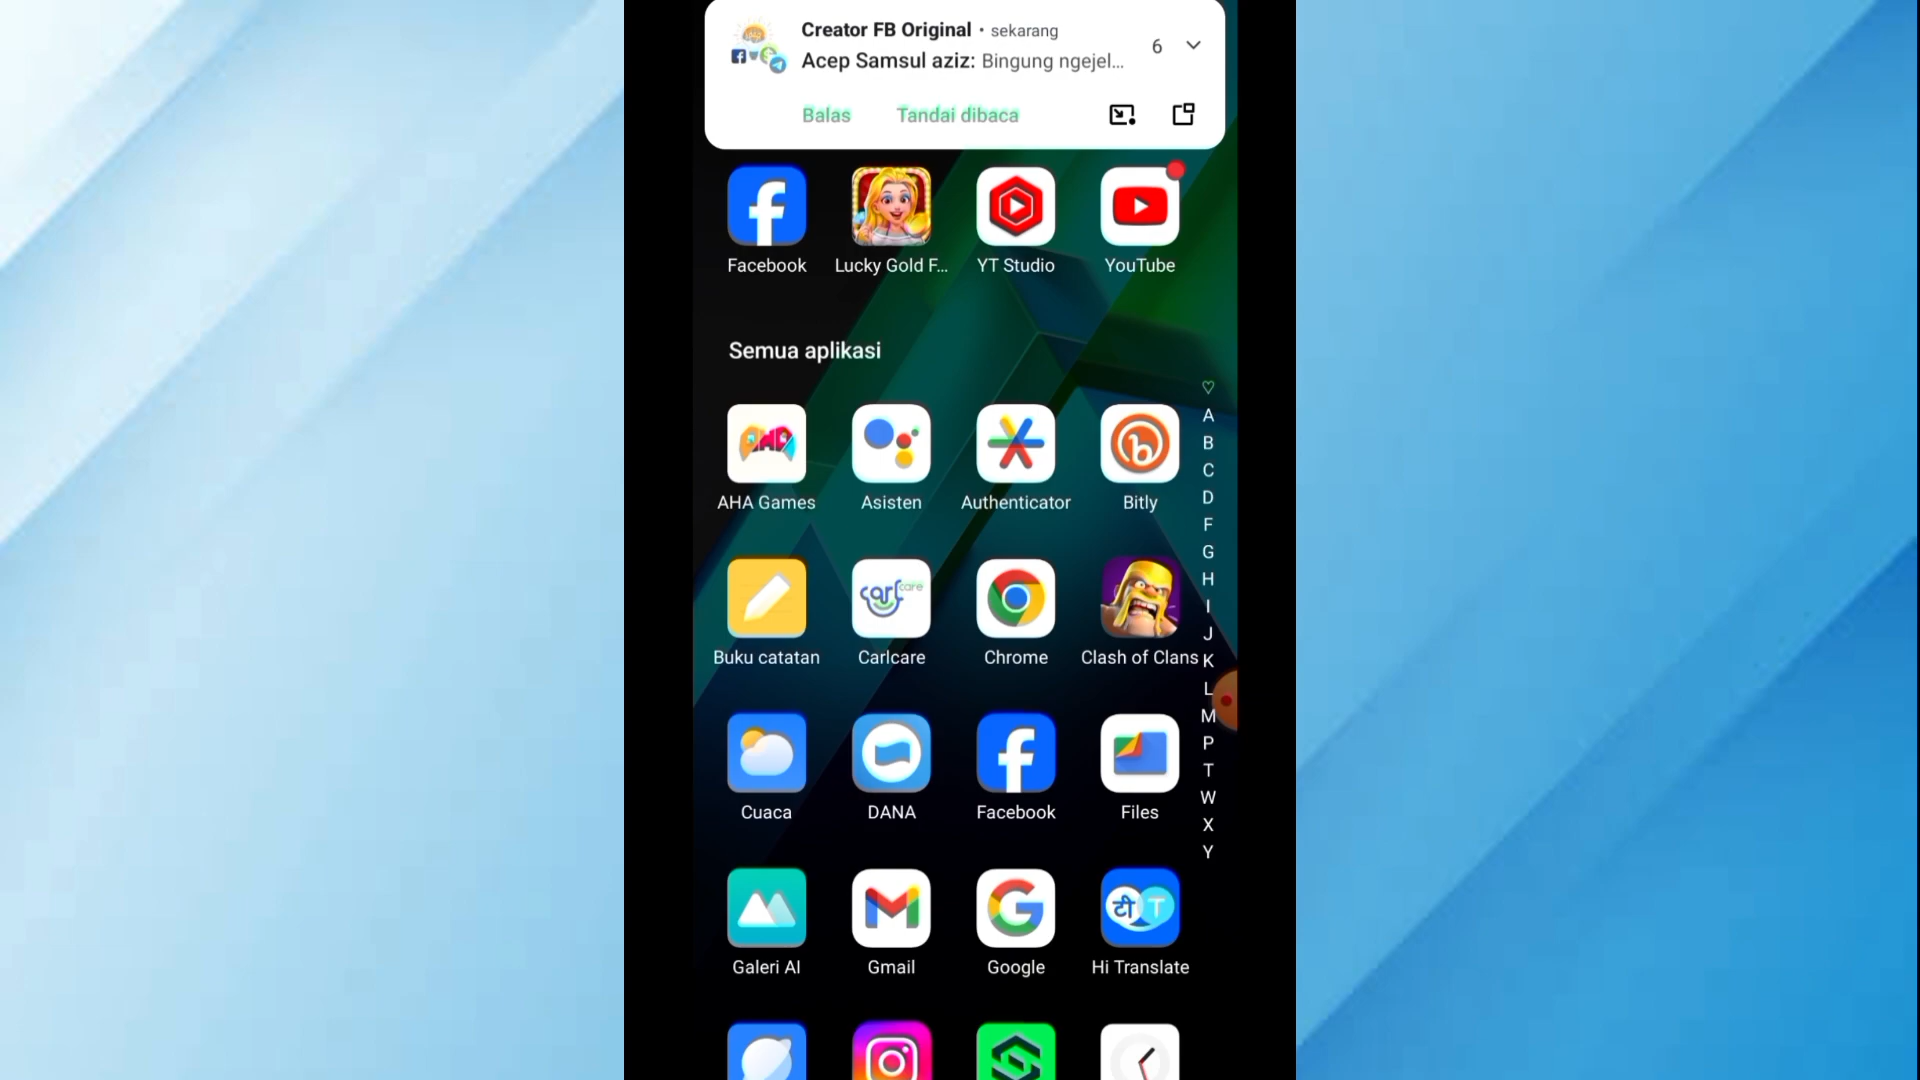 Creator FB Original • sekarang
Acep Samsul aziz: Bingung ngejel...
6
Balas Tandai dibaca
Facebook Lucky Gold F... YT Studio YouTube
Semua aplikasi
♡
A
B
C
D
F
G
H
I
J
K
L
M
P
T
W
X
Y
AHA Games Asisten Authenticator Bitly
Buku catatan Carlcare Chrome Clash of Clans
Cuaca DANA Facebook Files
Galeri AI Gmail Google Hi Translate